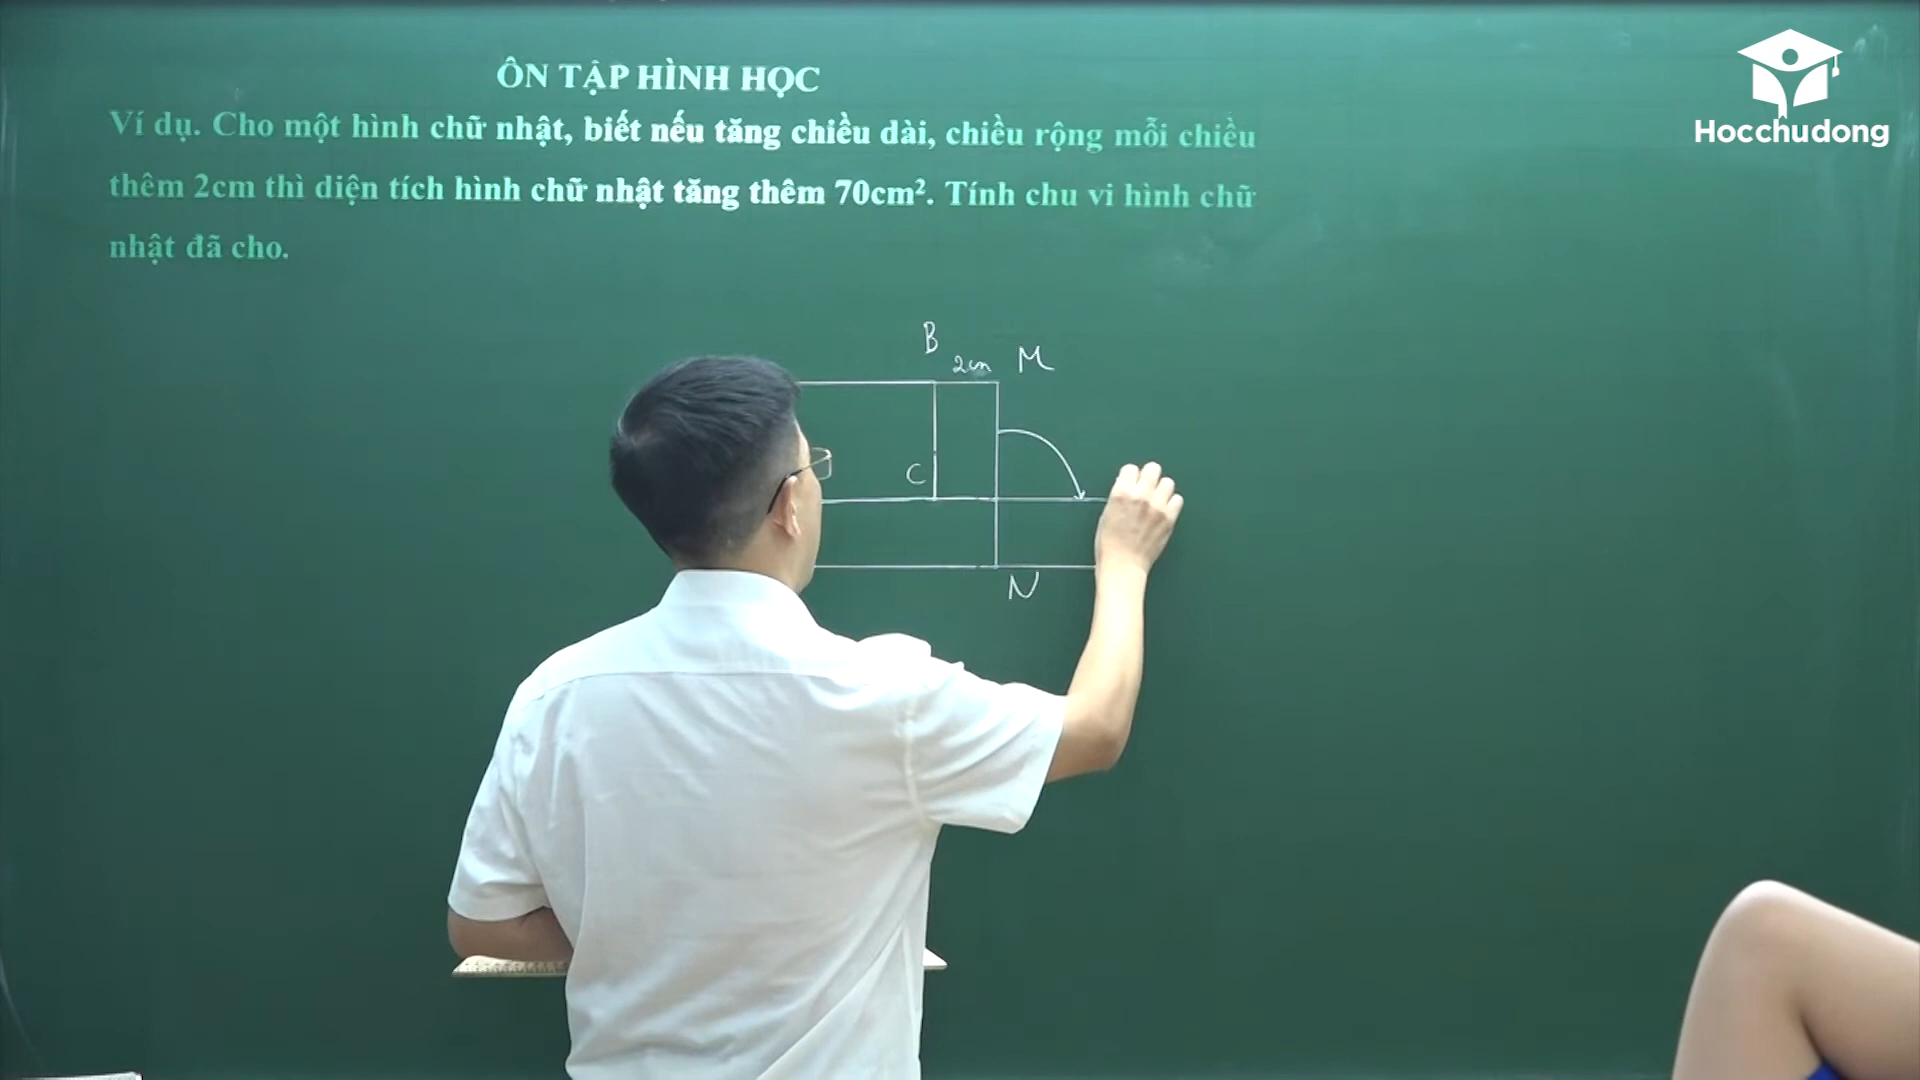 Hocchudong
ÔN TẬP HÌNH HỌC
Ví dụ. Cho một hình chữ nhật, biết nếu tăng chiều dài, chiều rộng mỗi chiều
thêm 2cm thì diện tích hình chữ nhật tăng thêm 70cm². Tính chu vi hình chữ
nhật đã cho.
B
2cm M
C
N